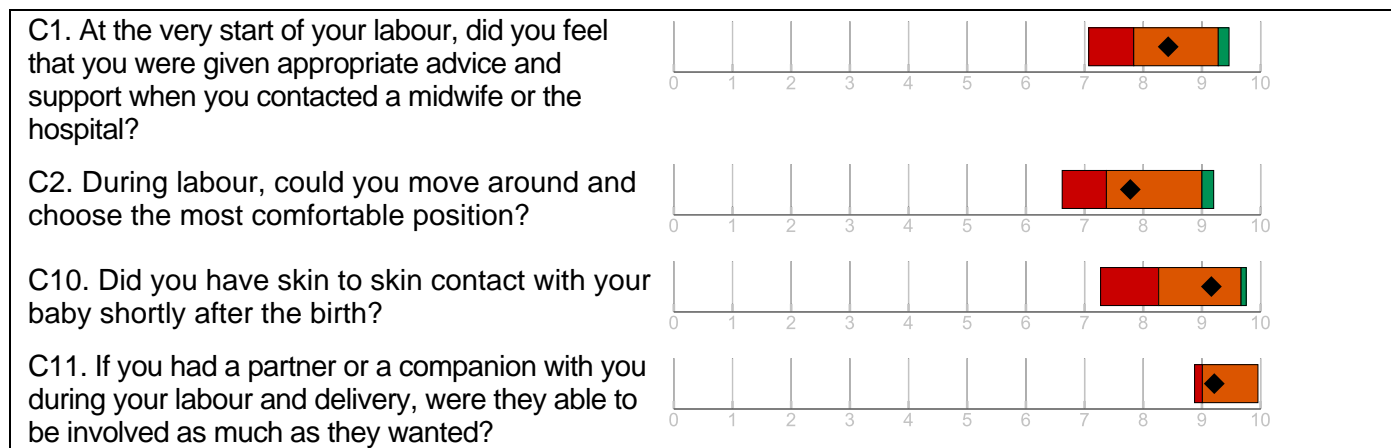 C1. At the very start of your labour, did you feel
that you were given appropriate advice and
support when you contacted a midwife or the
hospital?
0 1 2 3 4 5 6 7 8 9 10
C2. During labour, could you move around and
choose the most comfortable position?
0 1 2 3 4 5 6 7 8 9 10
C10. Did you have skin to skin contact with your
baby shortly after the birth?
0 1 2 3 4 5 6 7 8 9 10
C11. If you had a partner or a companion with you
during your labour and delivery, were they able to
be involved as much as they wanted?
0 1 2 3 4 5 6 7 8 9 10